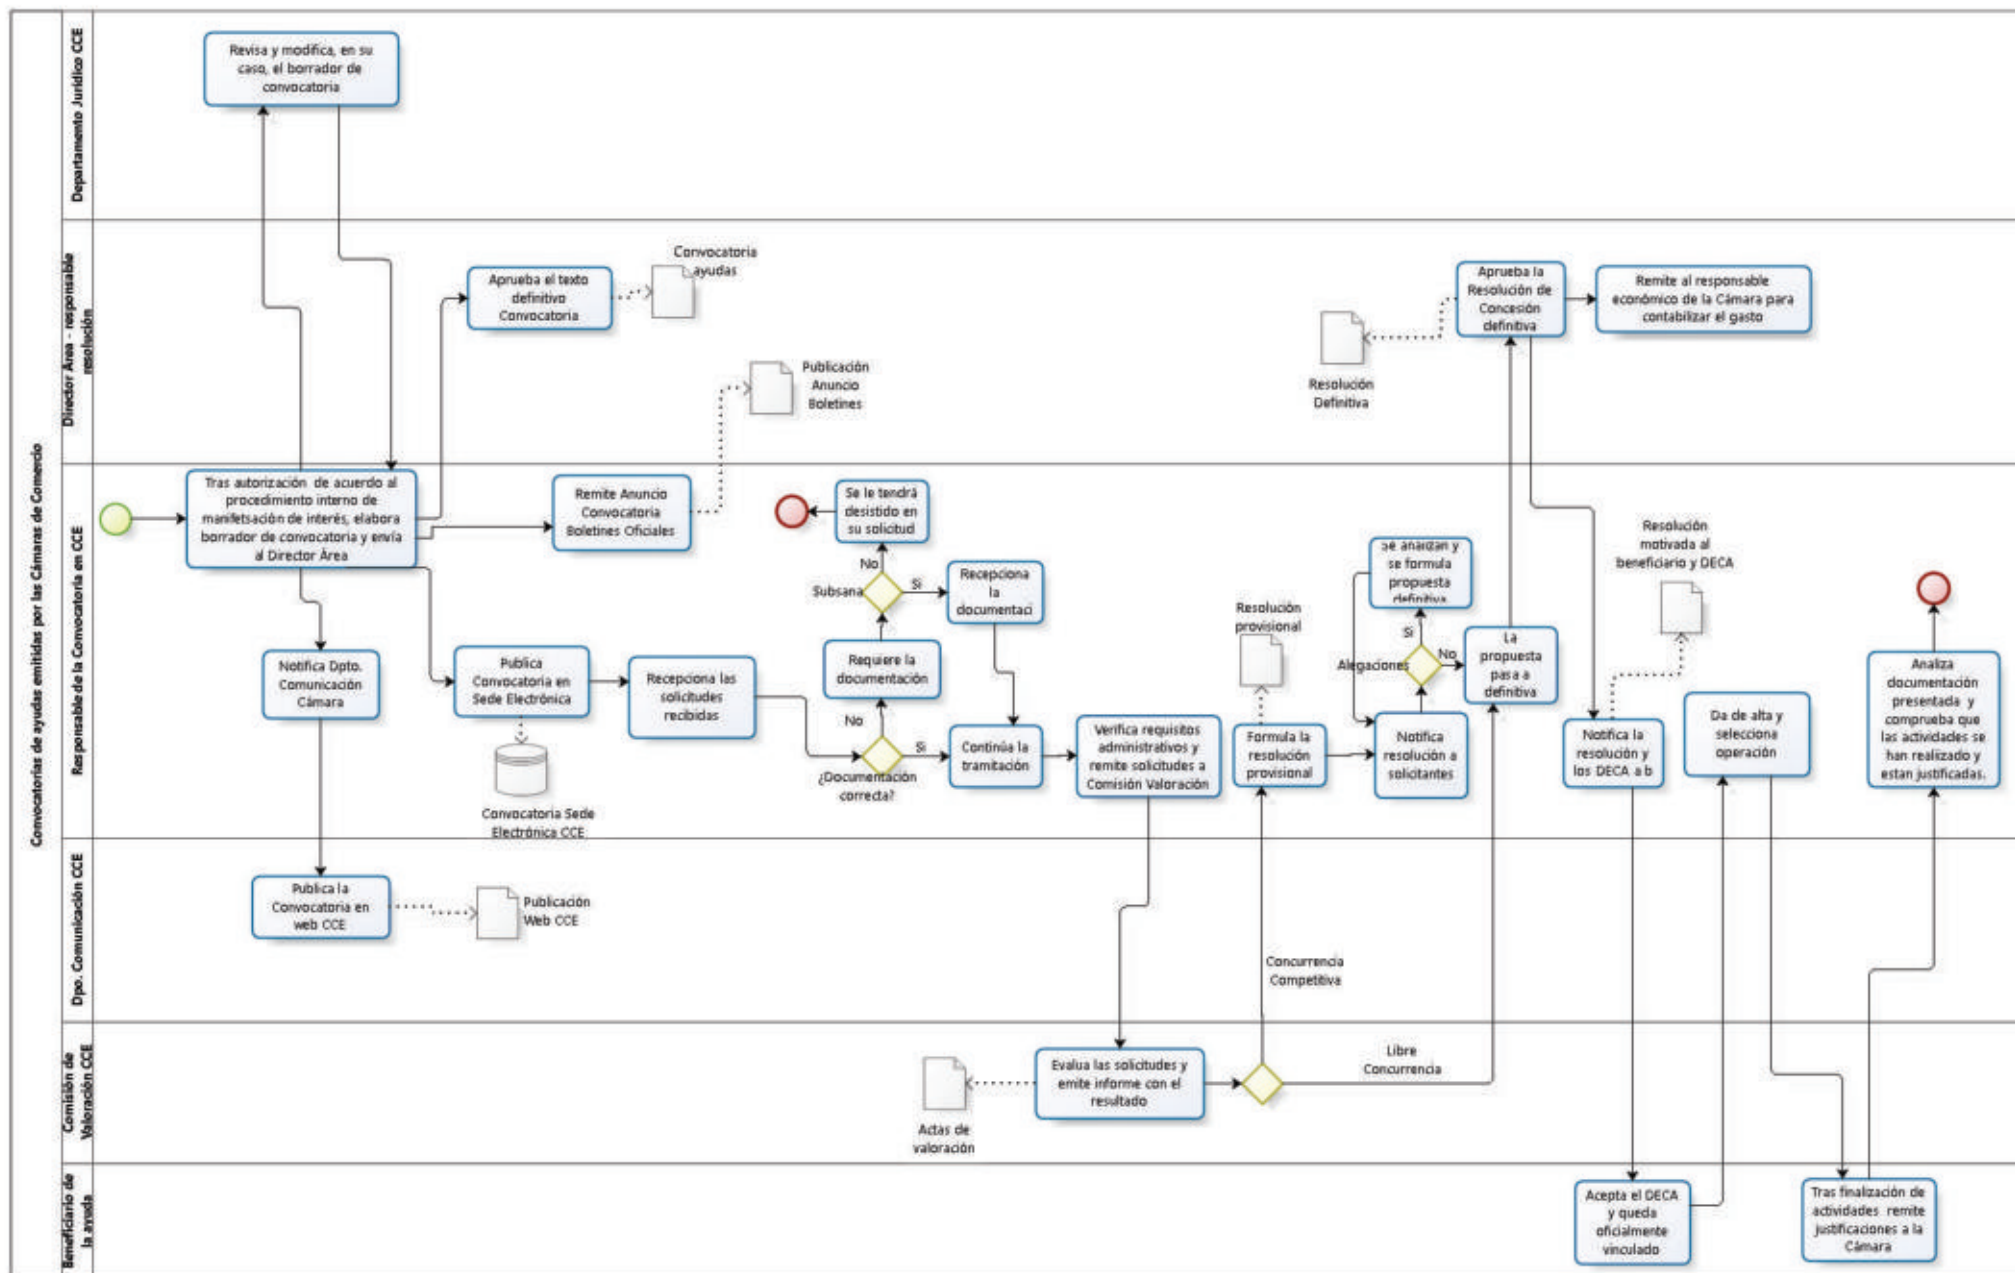 Convocatorias de ayudas emitidas por las Cámaras de Comercio
Departamento Jurídico CCE
Revisa y modifica, en su
caso, el borrador de
convocatoria
Director Área - responsable
resolución
Aprueba el texto
definitivo
Convocatoria
Convocatoria
ayudas
Publicación
Anuncio
Boletines
Resolución
Definitiva
Aprueba la
Resolución de
Concesión
definitiva
Remite al responsable
económico de la Cámara para
contabilizar el gasto
Responsable de la Convocatoria en CCE
Tras autorización de acuerdo al
procedimiento interno de
manifetsación de interés, elabora
borrador de convocatoria y envía
al Director Área
Remite Anuncio
Convocatoria
Boletines Oficiales
Notifica Dpto.
Comunicación
Cámara
Publica
Convocatoria en
Sede Electrónica
Convocatoria Sede
Electrónica CCE
Recepciona las
solicitudes
recibidas
Se le tendrá
desistido en
su solicitud
No
Subsana
Si
Recepciona
la
documentaci
Requiere la
documentación
No
¿Documentación
correcta?
Si
Continúa la
tramitación
Verifica requisitos
administrativos y
remite solicitudes a
Comisión Valoración
Resolución
provisional
Formula la
resolución
provisional
Se analizan y
se formula
propuesta
definitiva
Si
Alegaciones
No
Notifica
resolución a
solicitantes
La
propuesta
pasa a
definitiva
Resolución
motivada al
beneficiario y DECA
Notifica la
resolución y
los DECA a b
Da de alta y
selecciona
operación
Analiza
documentación
presentada y
comprueba que
las actividades se
han realizado y
estan justificadas.
Dpo. Comunicación CCE
Publica la
Convocatoria en
web CCE
Publicación
Web CCE
Concurrencia
Competitiva
Comisión de
Valoración CCE
Actas de
valoración
Evalua las solicitudes y
emite informe con el
resultado
Libre
Concurrencia
Beneficiario de
la ayuda
Acepta el DECA
y queda
oficialmente
vinculado
Tras finalización de
actividades remite
justificaciones a la
Cámara